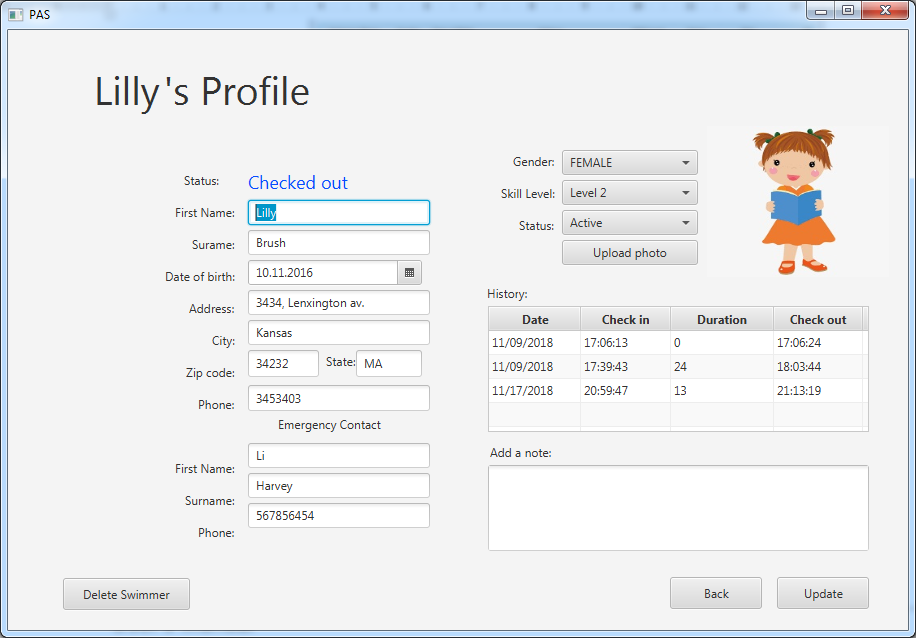 PAS
Lilly's Profile
Status: Checked out
First Name: Lilly
Surame: Brush
Date of birth: 10.11.2016
Address: 3434, Lenxington av.
City: Kansas
Zip code: 34232 State: MA
Phone: 3453403
Emergency Contact
First Name: Li
Surname: Harvey
Phone: 567856454
Delete Swimmer
Gender: FEMALE
Skill Level: Level 2
Status: Active
Upload photo
History:
Date Check in Duration Check out
11/09/2018 17:06:13 0 17:06:24
11/09/2018 17:39:43 24 18:03:44
11/17/2018 20:59:47 13 21:13:19
Add a note:
Back Update